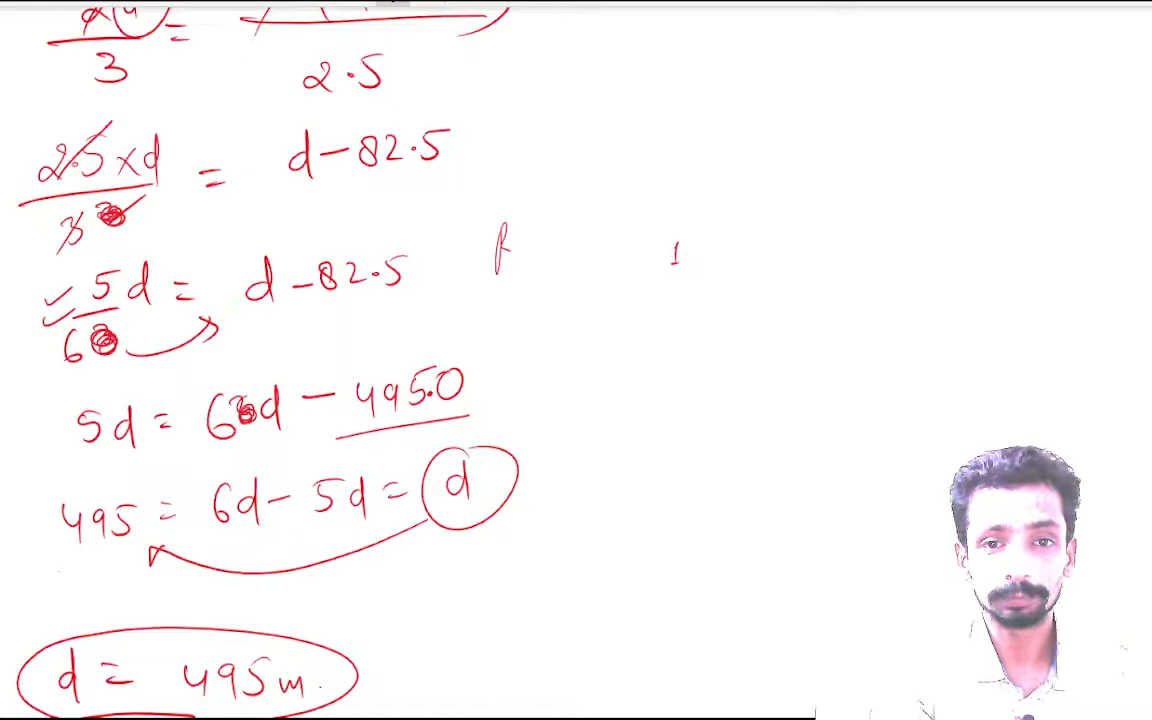 3 = 2.5
2.5 × d / 3 = d - 82.5
5d / 6 = d - 82.5
1
5d = 6d - 495.0
495 = 6d - 5d = d
d = 495m.